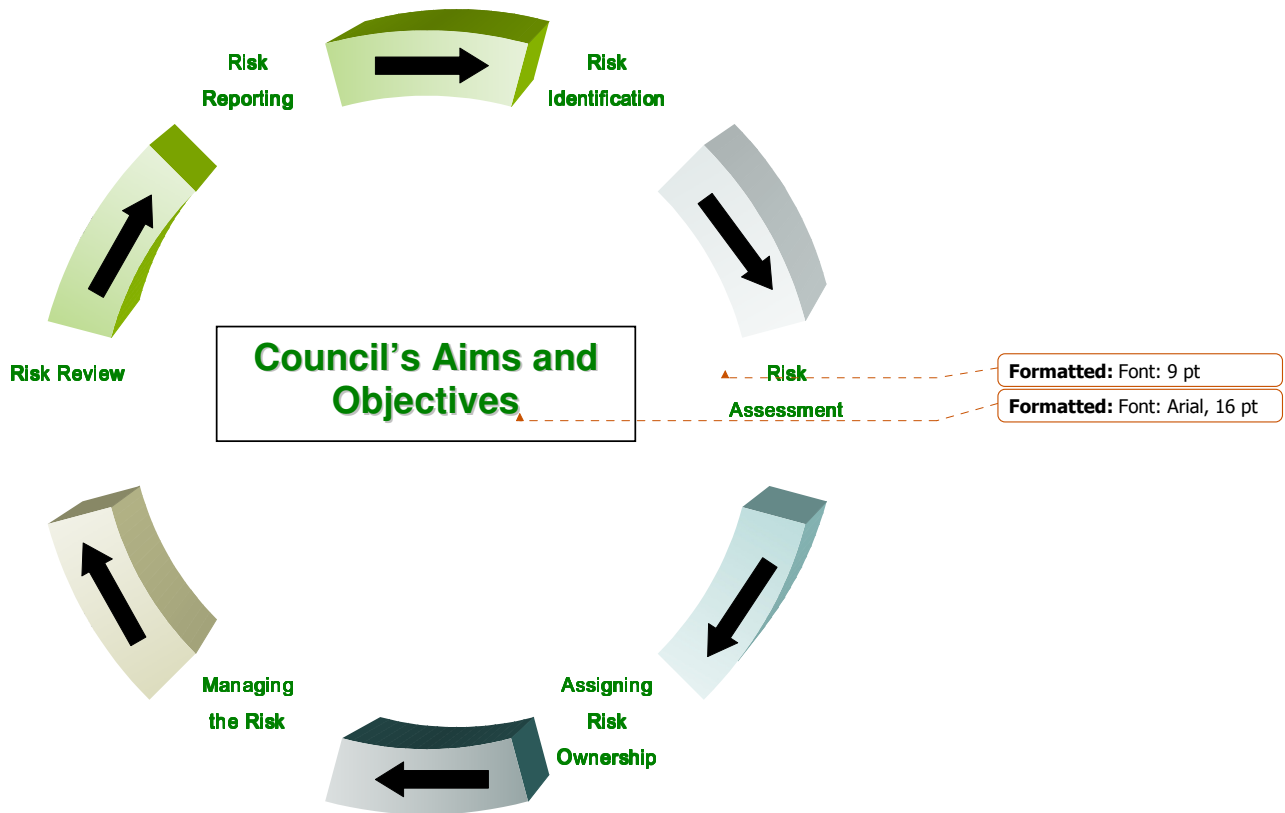 Risk
Reporting
Risk
Identification
Council's Aims and
Objectives
Risk Review
Risk
Assessment
Formatted: Font: 9 pt
Formatted: Font: Arial, 16 pt
Managing
the Risk
Assigning
Risk
Ownership